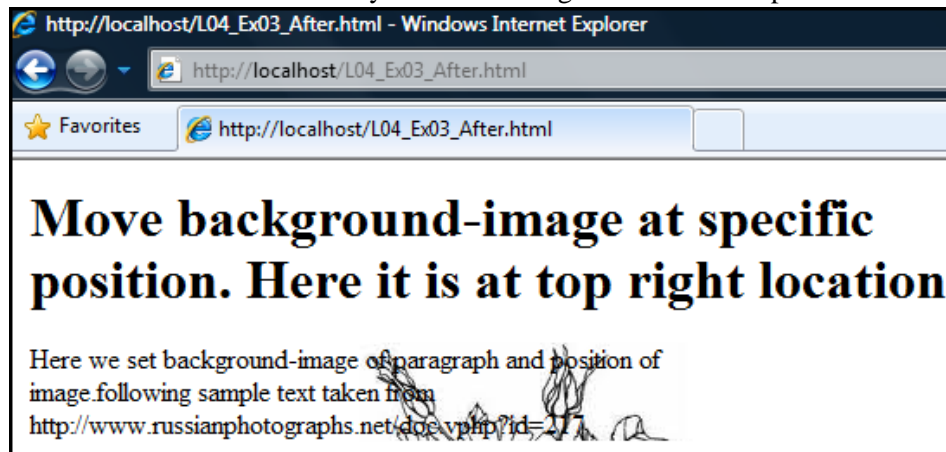 http://localhost/L04_Ex03_After.html - Windows Internet Explorer
http://localhost/L04_Ex03_After.html
Favorites
http://localhost/L04_Ex03_After.html
Move background-image at specific
position. Here it is at top right location
Here we set background-image of paragraph and position of
image.following sample text taken from
http://www.russianphotographs.net/doc.vphp?id=217